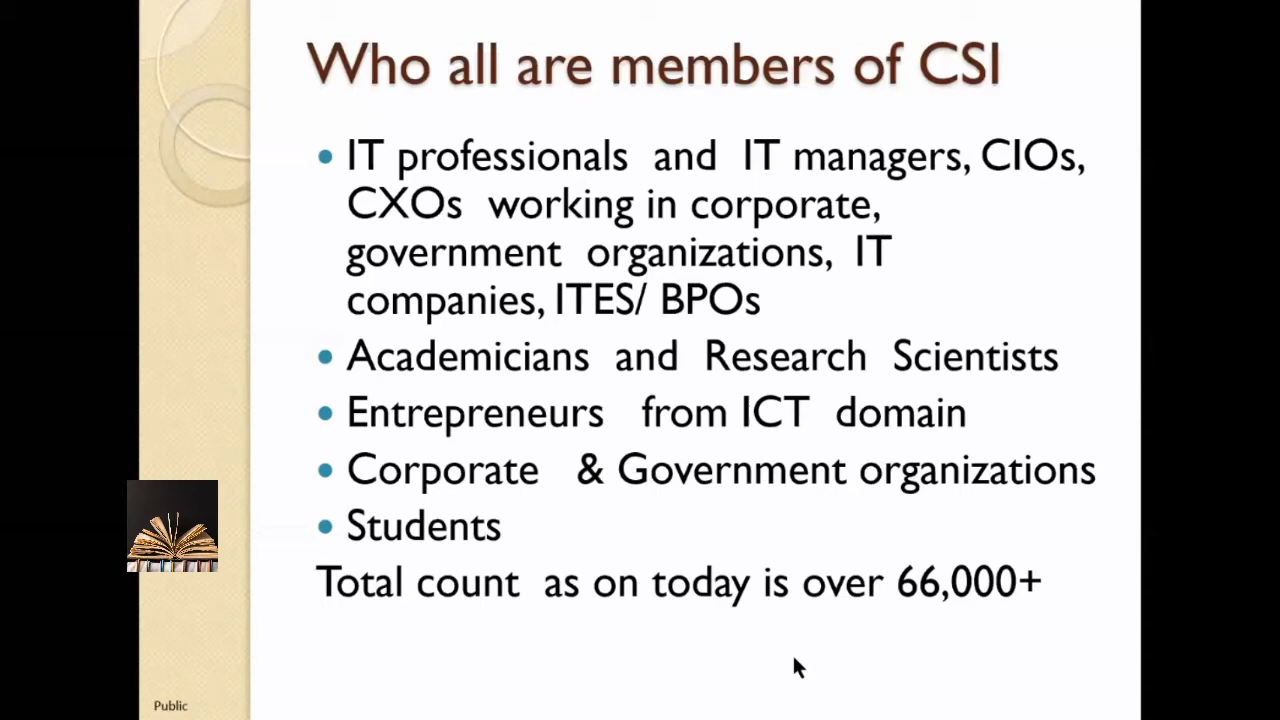 Who all are members of CSI
• IT professionals and IT managers, CIOs,
CXOs working in corporate,
government organizations, IT
companies, ITES/ BPOs
• Academicians and Research Scientists
• Entrepreneurs from ICT domain
• Corporate & Government organizations
• Students
Total count as on today is over 66,000+
Public